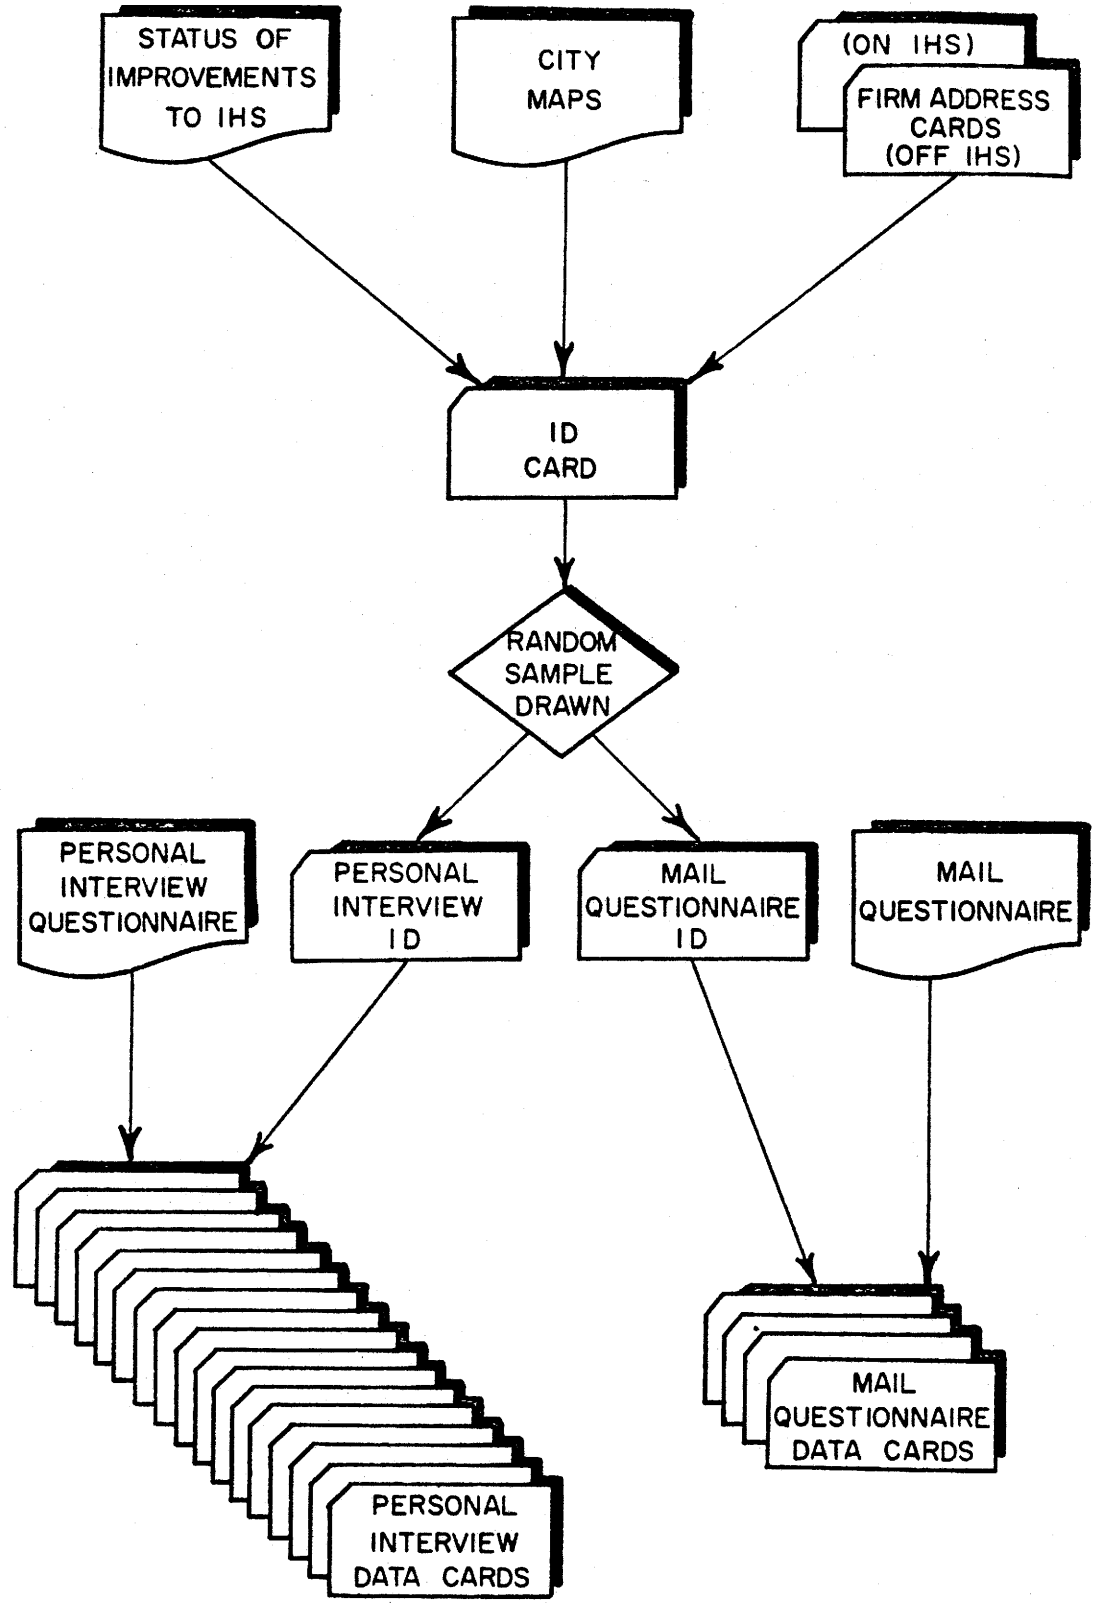 STATUS OF
IMPROVEMENTS
TO IHS
CITY
MAPS
(ON IHS)
FIRM ADDRESS
CARDS
(OFF IHS)
ID
CARD
RANDOM
SAMPLE
DRAWN
PERSONAL
INTERVIEW
QUESTIONNAIRE
PERSONAL
INTERVIEW
ID
MAIL
QUESTIONNAIRE
ID
MAIL
QUESTIONNAIRE
MAIL
QUESTIONNAIRE
DATA CARDS
PERSONAL
INTERVIEW
DATA CARDS